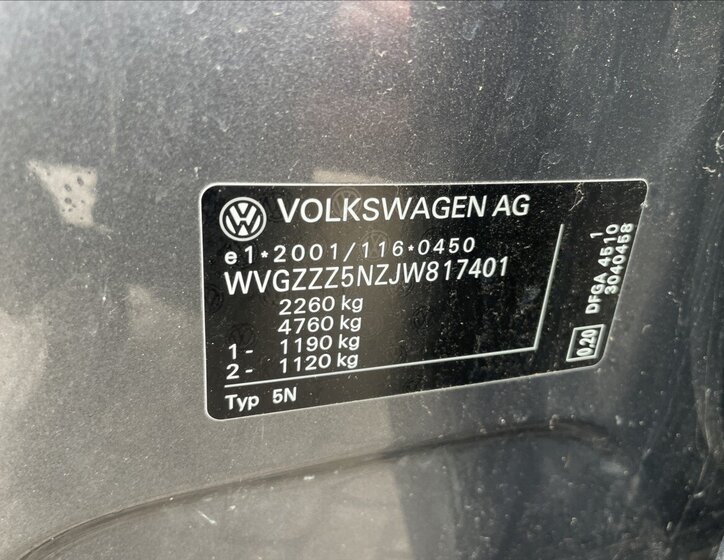 VOLKSWAGEN AG
e1*2001/116*0450
WVGZZZ5NZJW817401
2260 kg
4760 kg
1- 1190 kg
2- 1120 kg
Typ 5N
0.20
DFGA 4510 1
3040458